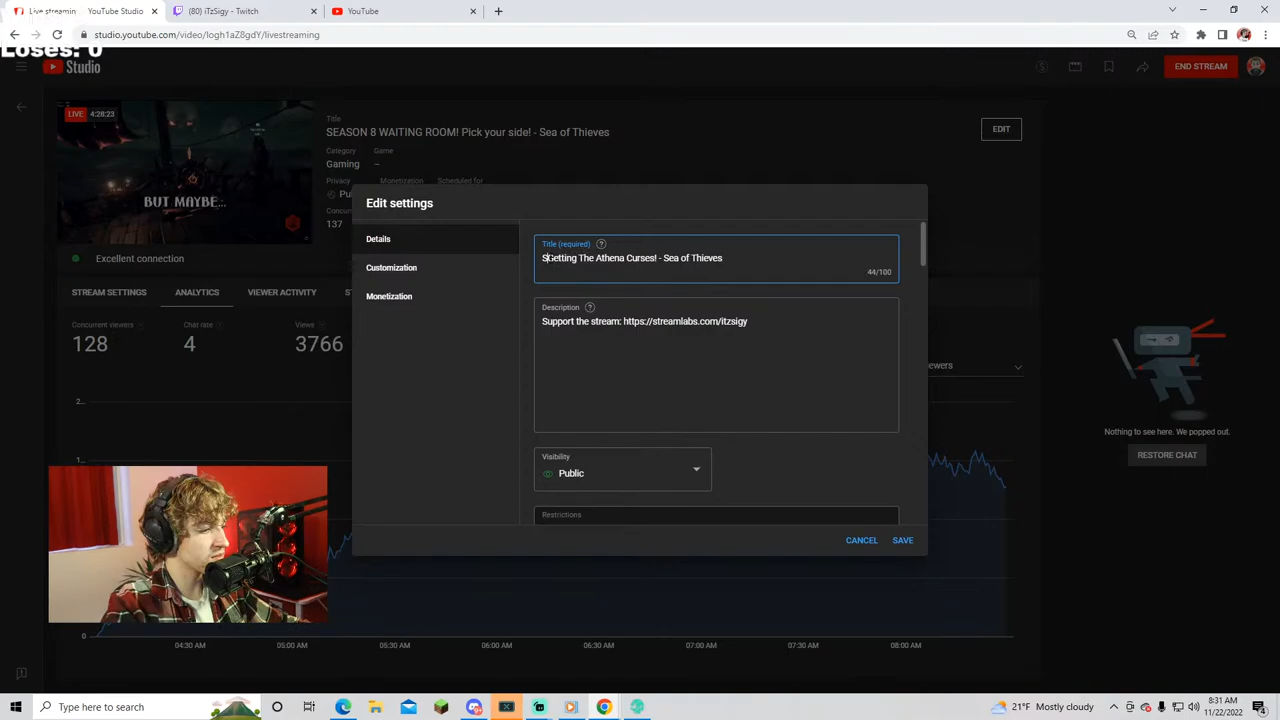 Live streaming - YouTube Studio
(80) itzSigy - Twitch
YouTube
studio.youtube.com/video/logh1aZ8gdY/livestreaming
Loses: 0
Studio
END STREAM
LIVE 4:28:23
BUT MAYBE...
Title
SEASON 8 WAITING ROOM! Pick your side! - Sea of Thieves
EDIT
Category Game
Gaming –
Privacy Monetization Scheduled for
137
Excellent connection
STREAM SETTINGS ANALYTICS VIEWER ACTIVITY
Concurrent viewers Chat rate Views
128 4 3766
Edit settings
Details
Customization
Monetization
Title (required)
SGetting The Athena Curses! - Sea of Thieves
44/100
Description
Support the stream: https://streamlabs.com/itzsigy
Visibility
Public
Restrictions
CANCEL SAVE
Nothing to see here. We popped out.
RESTORE CHAT
2...
1...
0
04:30 AM 05:00 AM 05:30 AM 06:00 AM 06:30 AM 07:00 AM 07:30 AM 08:00 AM
Type here to search
21°F Mostly sunny
8:31 AM
11/22/2022
4